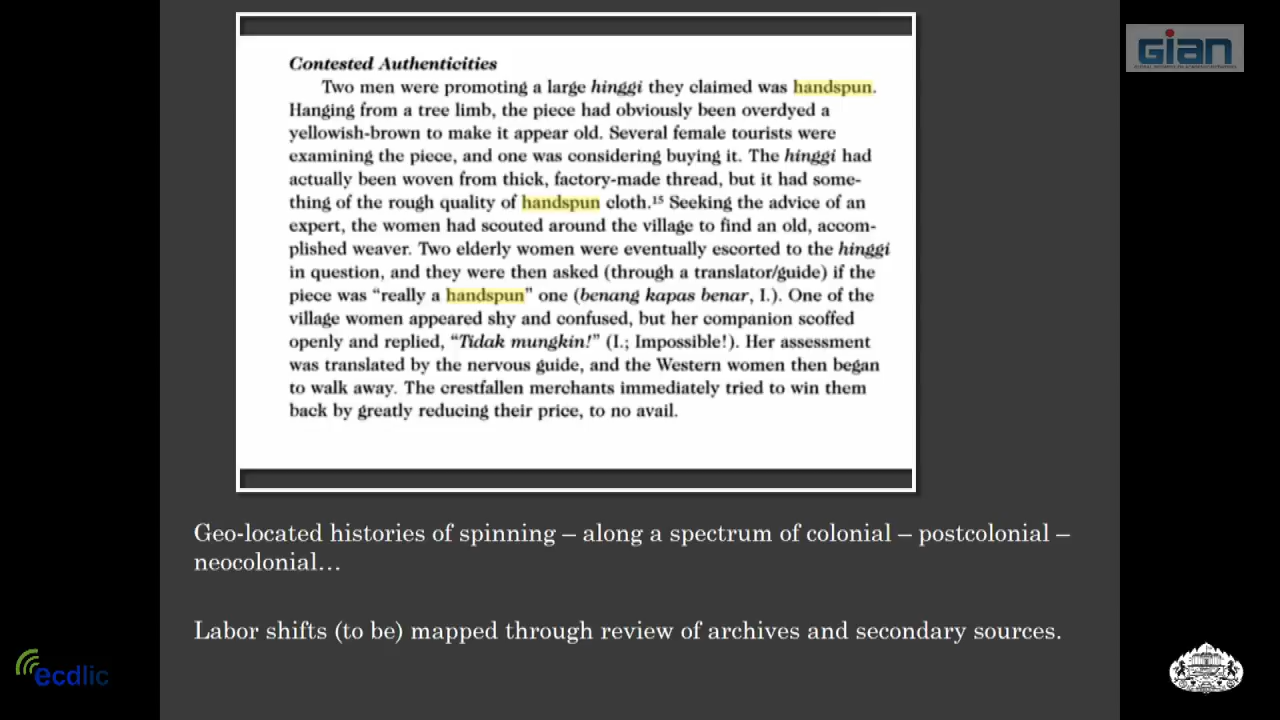 GIAN
Contested Authenticities
Two men were promoting a large hinggi they claimed was handspun.
Hanging from a tree limb, the piece had obviously been overdyed a
yellowish-brown to make it appear old. Several female tourists were
examining the piece, and one was considering buying it. The hinggi had
actually been woven from thick, factory-made thread, but it had some-
thing of the rough quality of handspun cloth.¹⁵ Seeking the advice of an
expert, the women had scouted around the village to find an old, accom-
plished weaver. Two elderly women were eventually escorted to the hinggi
in question, and they were then asked (through a translator/guide) if the
piece was “really a handspun” one (benang kapas benar, I.). One of the
village women appeared shy and confused, but her companion scoffed
openly and replied, “Tidak mungkin!” (I.; Impossible!). Her assessment
was translated by the nervous guide, and the Western women then began
to walk away. The crestfallen merchants immediately tried to win them
back by greatly reducing their price, to no avail.
Geo-located histories of spinning – along a spectrum of colonial – postcolonial –
neocolonial…
Labor shifts (to be) mapped through review of archives and secondary sources.
ecdlic